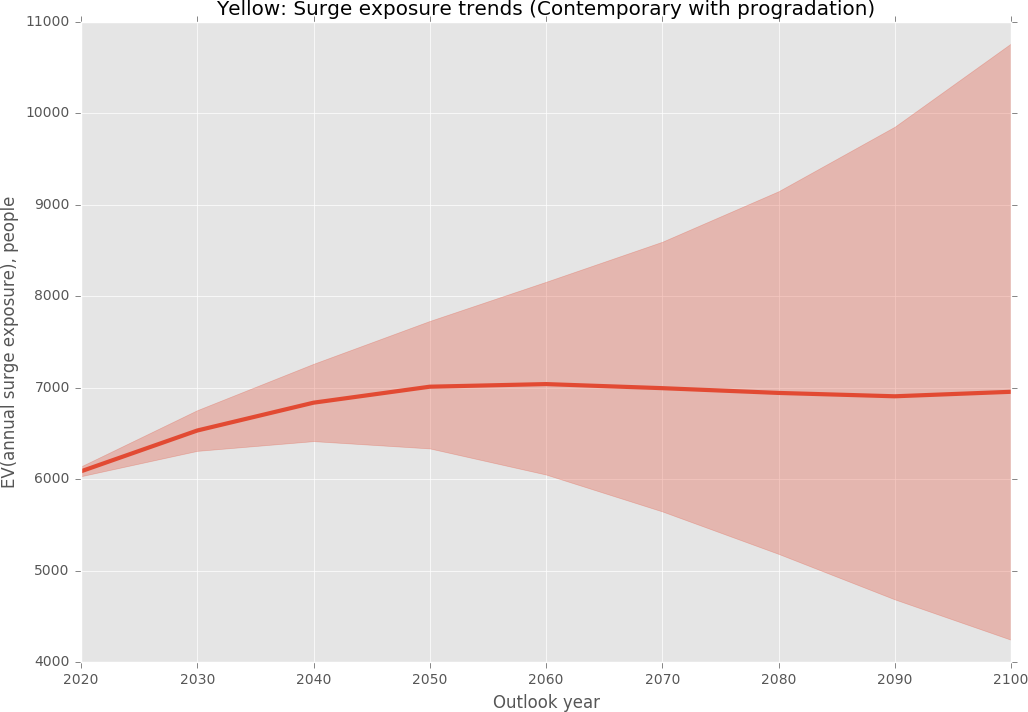 Yellow: Surge exposure trends (Contemporary with progradation)
11000
10000
9000
8000
7000
6000
5000
4000
EV(annual surge exposure), people
2020 2030 2040 2050 2060 2070 2080 2090 2100
Outlook year